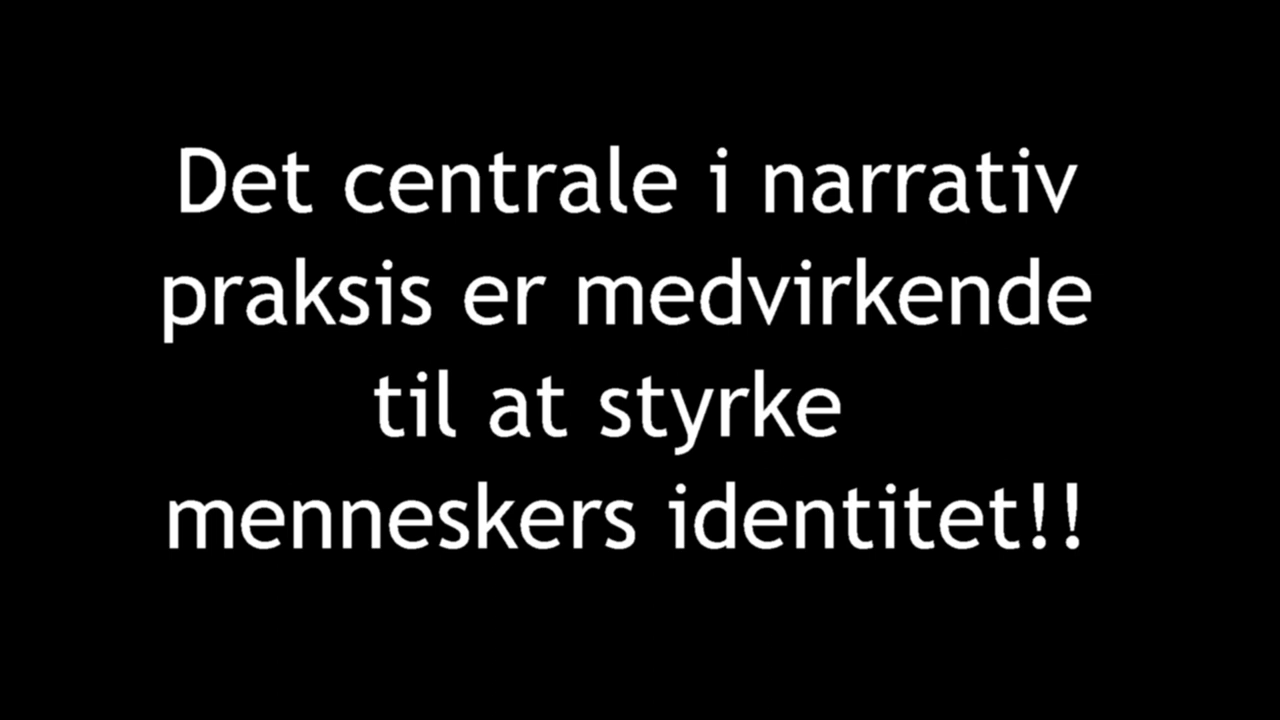 Det centrale i narrativ
praksis er medvirkende
til at styrke
menneskers identitet!!